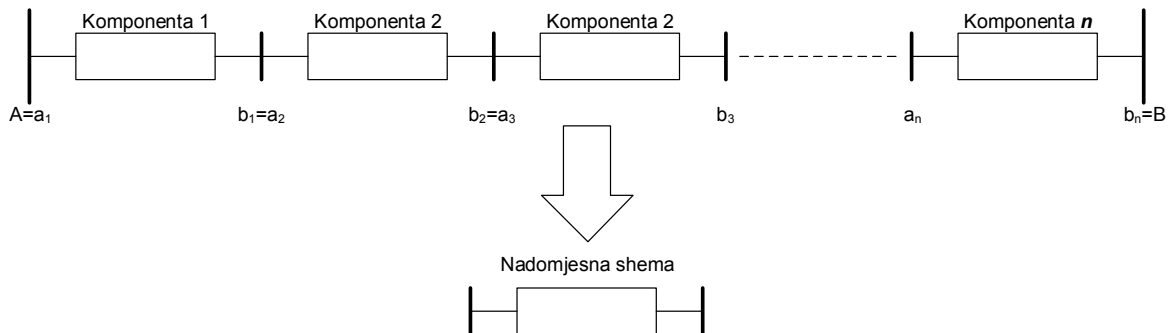 Komponenta 1 Komponenta 2 Komponenta 2 Komponenta n
A=a₁ b₁=a₂ b₂=a₃ b₃ aₙ bₙ=B
Nadomjesna shema